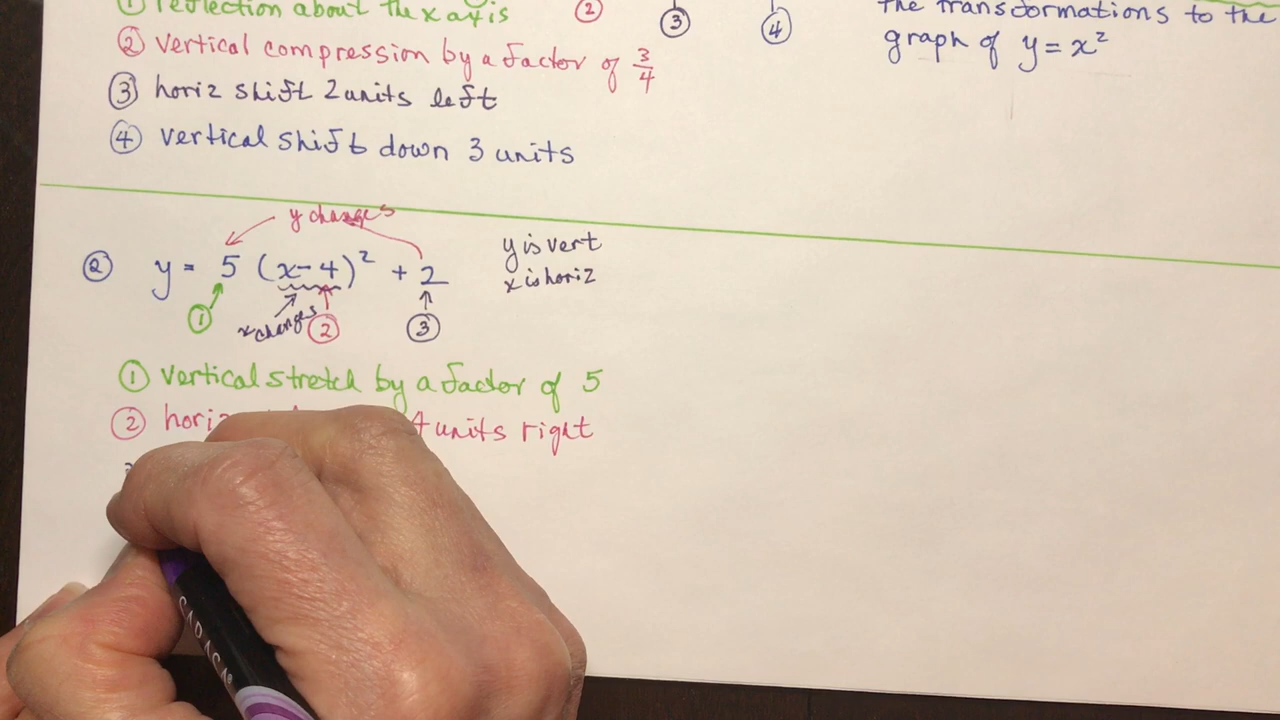 ① reflection about the x axis
② vertical compression by a factor of 3/4
③ horiz shift 2 units left
④ vertical shift down 3 units
②
③
④
the transformations to the
graph of y = x²
y changes
② y = 5 (x-4)² + 2
y is vert
x is horiz
①
x changes
②
③
① vertical stretch by a factor of 5
② horiz 4 units right
CADACA®